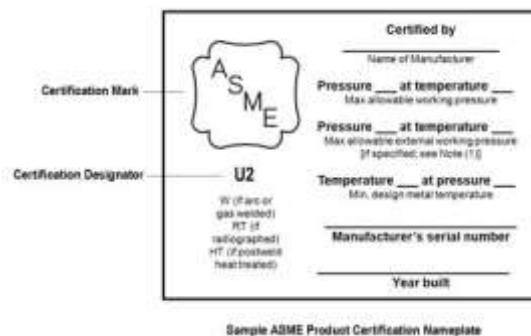 Certification Mark
ASME
Certification Designator
U2
W (if arc or
gas welded)
RT (if
radiographed)
HT (if postweld
heat treated)
Certified by
Name of Manufacturer
Pressure ___ at temperature ___
Max allowable working pressure
Pressure ___ at temperature ___
Max allowable external working pressure
[if specified; see Note (1)]
Temperature ___ at pressure ___
Min. design metal temperature
Manufacturer's serial number
Year built
Sample ASME Product Certification Nameplate